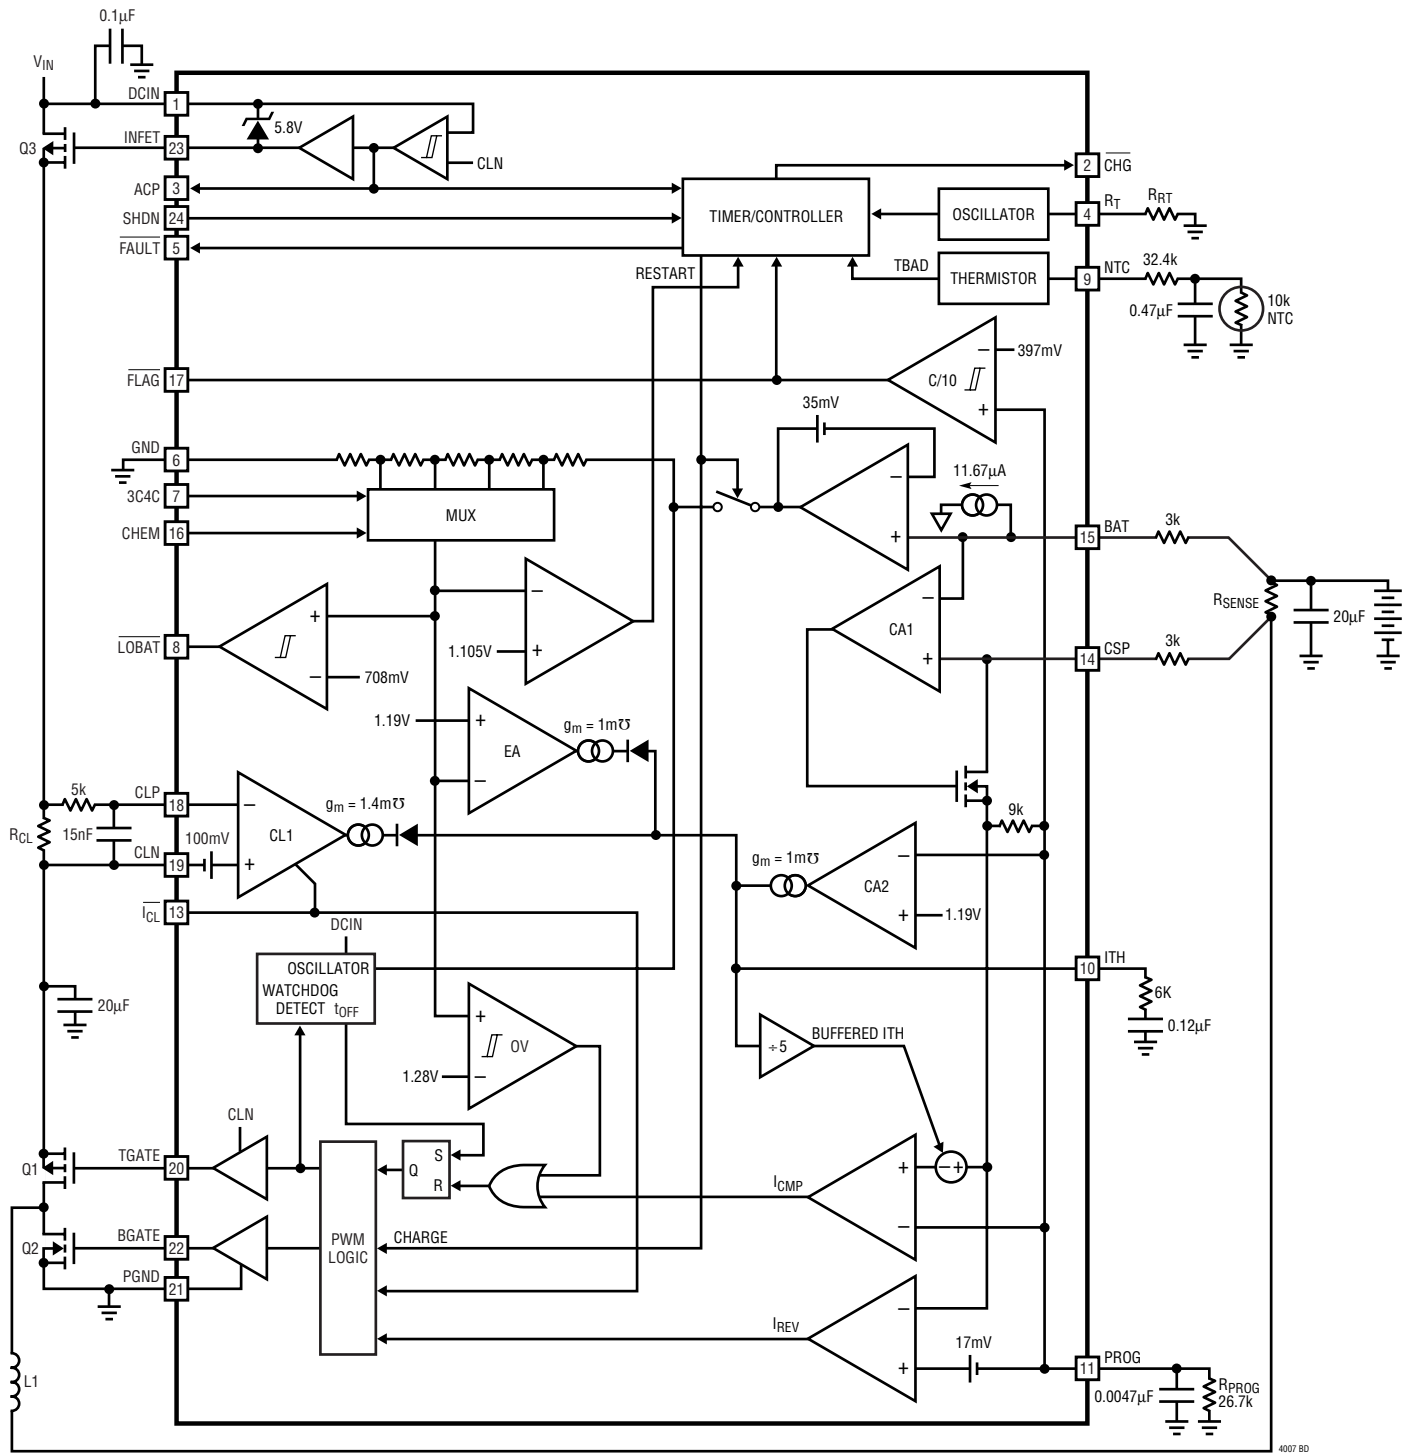 0.1µF
VIN
DCIN
1
5.8V
INFET
23
Q3
CLN
ACP
3
SHDN
24
FAULT
5
TIMER/CONTROLLER
2
CHG
OSCILLATOR
4
RT
RRT
RESTART
TBAD
THERMISTOR
9
NTC
32.4k
0.47µF
10k
NTC
–
397mV
C/10
+
FLAG
17
35mV
GND
6
3C4C
7
CHEM
16
MUX
–
+
11.67µA
BAT
15
3k
RSENSE
20µF
–
CA1
+
CSP
14
3k
LOBAT
8
+
–
708mV
–
1.105V
+
1.19V
+
EA
–
gm = 1m℧
5k
CLP
18
RCL
15nF
CLN
19
100mV
–
CL1
+
gm = 1.4m℧
ICL
13
9k
gm = 1m℧
–
CA2
+
1.19V
DCIN
OSCILLATOR
WATCHDOG
DETECT tOFF
ITH
10
6K
0.12µF
20µF
+
OV
1.28V
–
÷5
BUFFERED ITH
CLN
TGATE
20
Q1
S
Q
R
ICMP
+
–
–+
BGATE
22
Q2
PWM
LOGIC
CHARGE
PGND
21
IREV
–
+
17mV
PROG
11
0.0047µF
RPROG
26.7k
L1
4007 BD